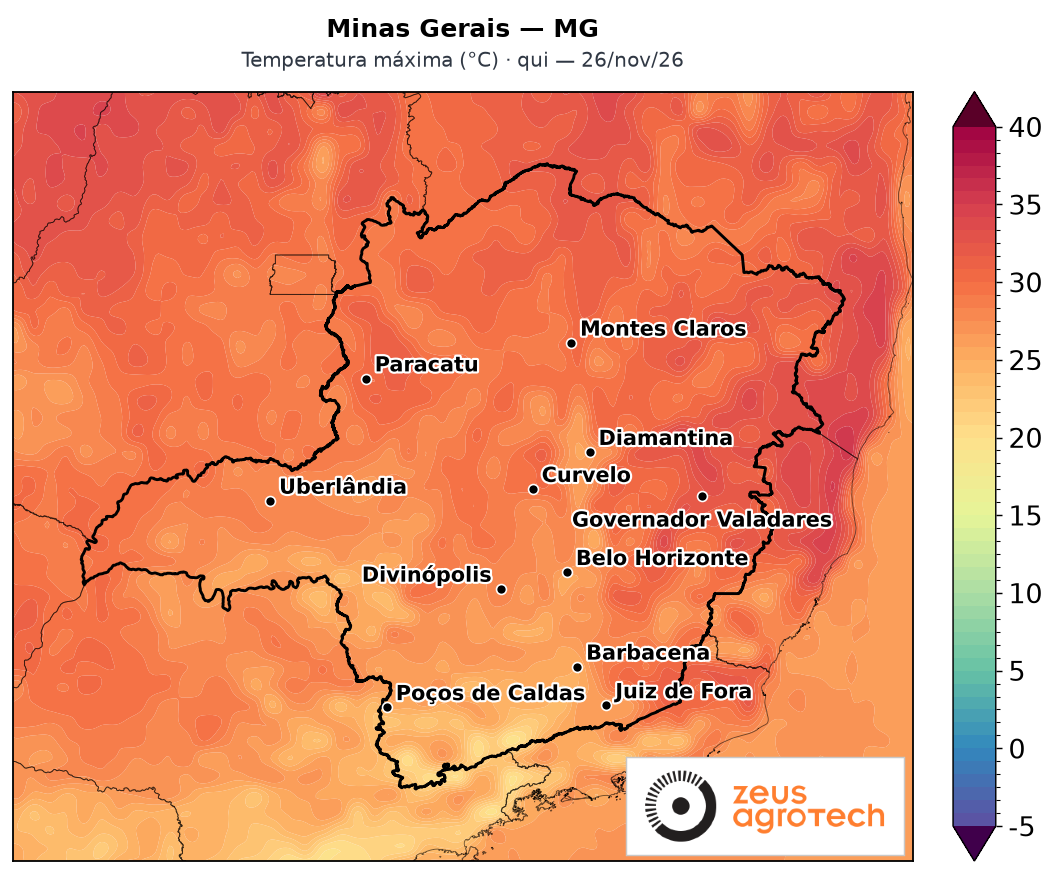 Minas Gerais — MG
Temperatura máxima (°C) · qui — 26/nov/26
Montes Claros
Paracatu
Diamantina
Curvelo
Uberlândia
Governador Valadares
Belo Horizonte
Divinópolis
Barbacena
Poços de Caldas
Juiz de Fora
40
35
30
25
20
15
10
5
0
-5
zeus
agrotech